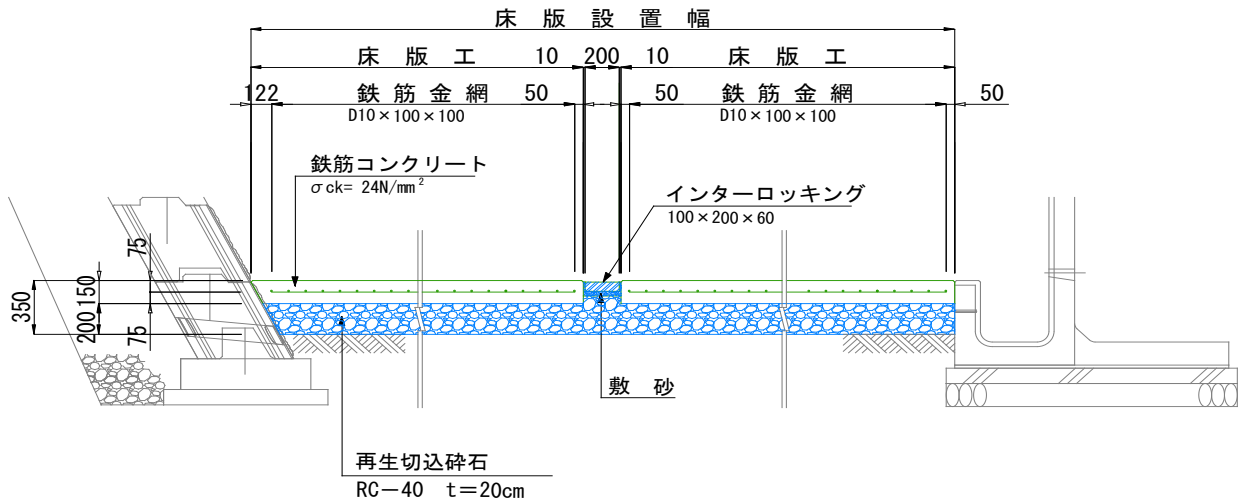 床版設置幅
床版工 10 200 10 床版工
122 鉄筋金網 50 50 鉄筋金網 50
D10×100×100 D10×100×100
鉄筋コンクリート
σck= 24N/mm²
インターロッキング
100×200×60
75
350
150
200
75
敷砂
再生切込砕石
RC-40 t=20cm